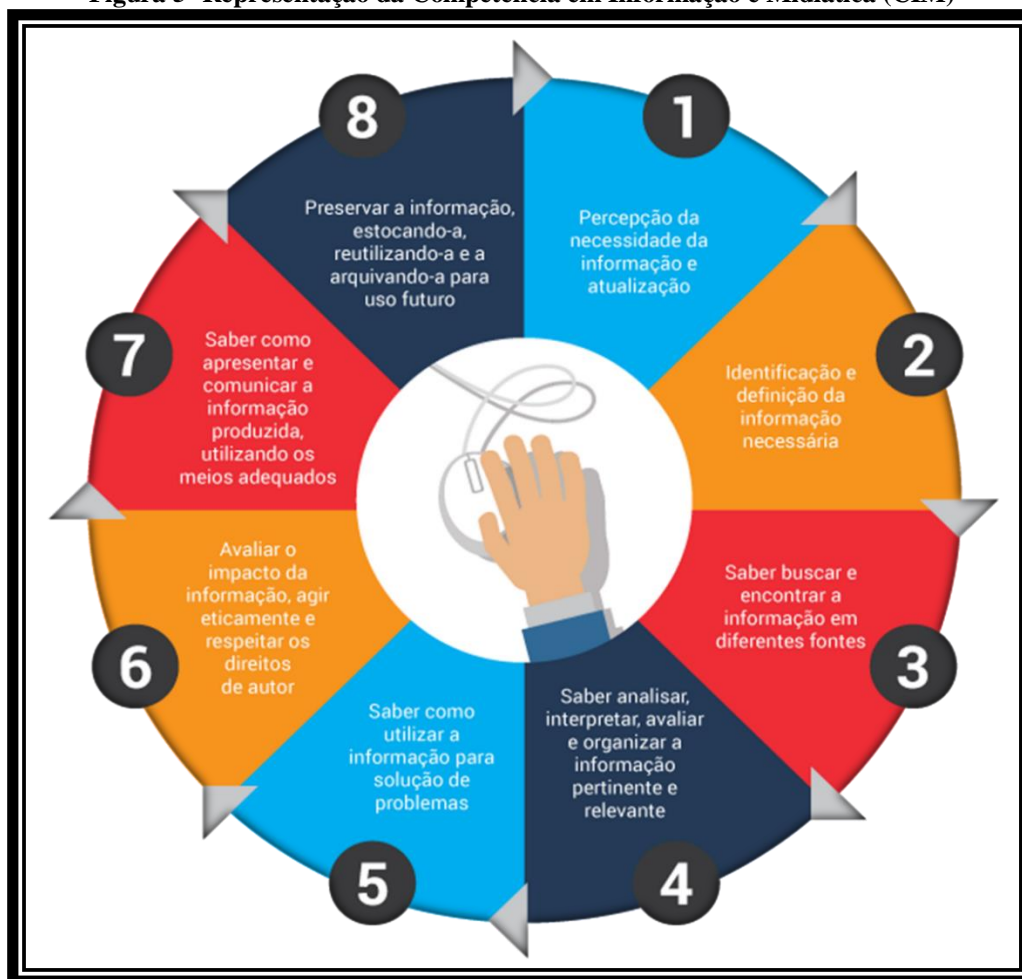 Figura 3- Representação da Competência em Informação e Midiática (CIM)
1
Percepção da
necessidade da
informação e
atualização
2
Identificação e
definição da
informação
necessária
3
Saber buscar e
encontrar a
informação em
diferentes fontes
4
Saber analisar,
interpretar, avaliar
e organizar a
informação
pertinente e
relevante
5
Saber como
utilizar a
informação para
solução de
problemas
6
Avaliar o
impacto da
informação, agir
eticamente e
respeitar os
direitos
de autor
7
Saber como
apresentar e
comunicar a
informação
produzida,
utilizando os
meios adequados
8
Preservar a informação,
estocando-a,
reutilizando-a e a
arquivando-a para
uso futuro